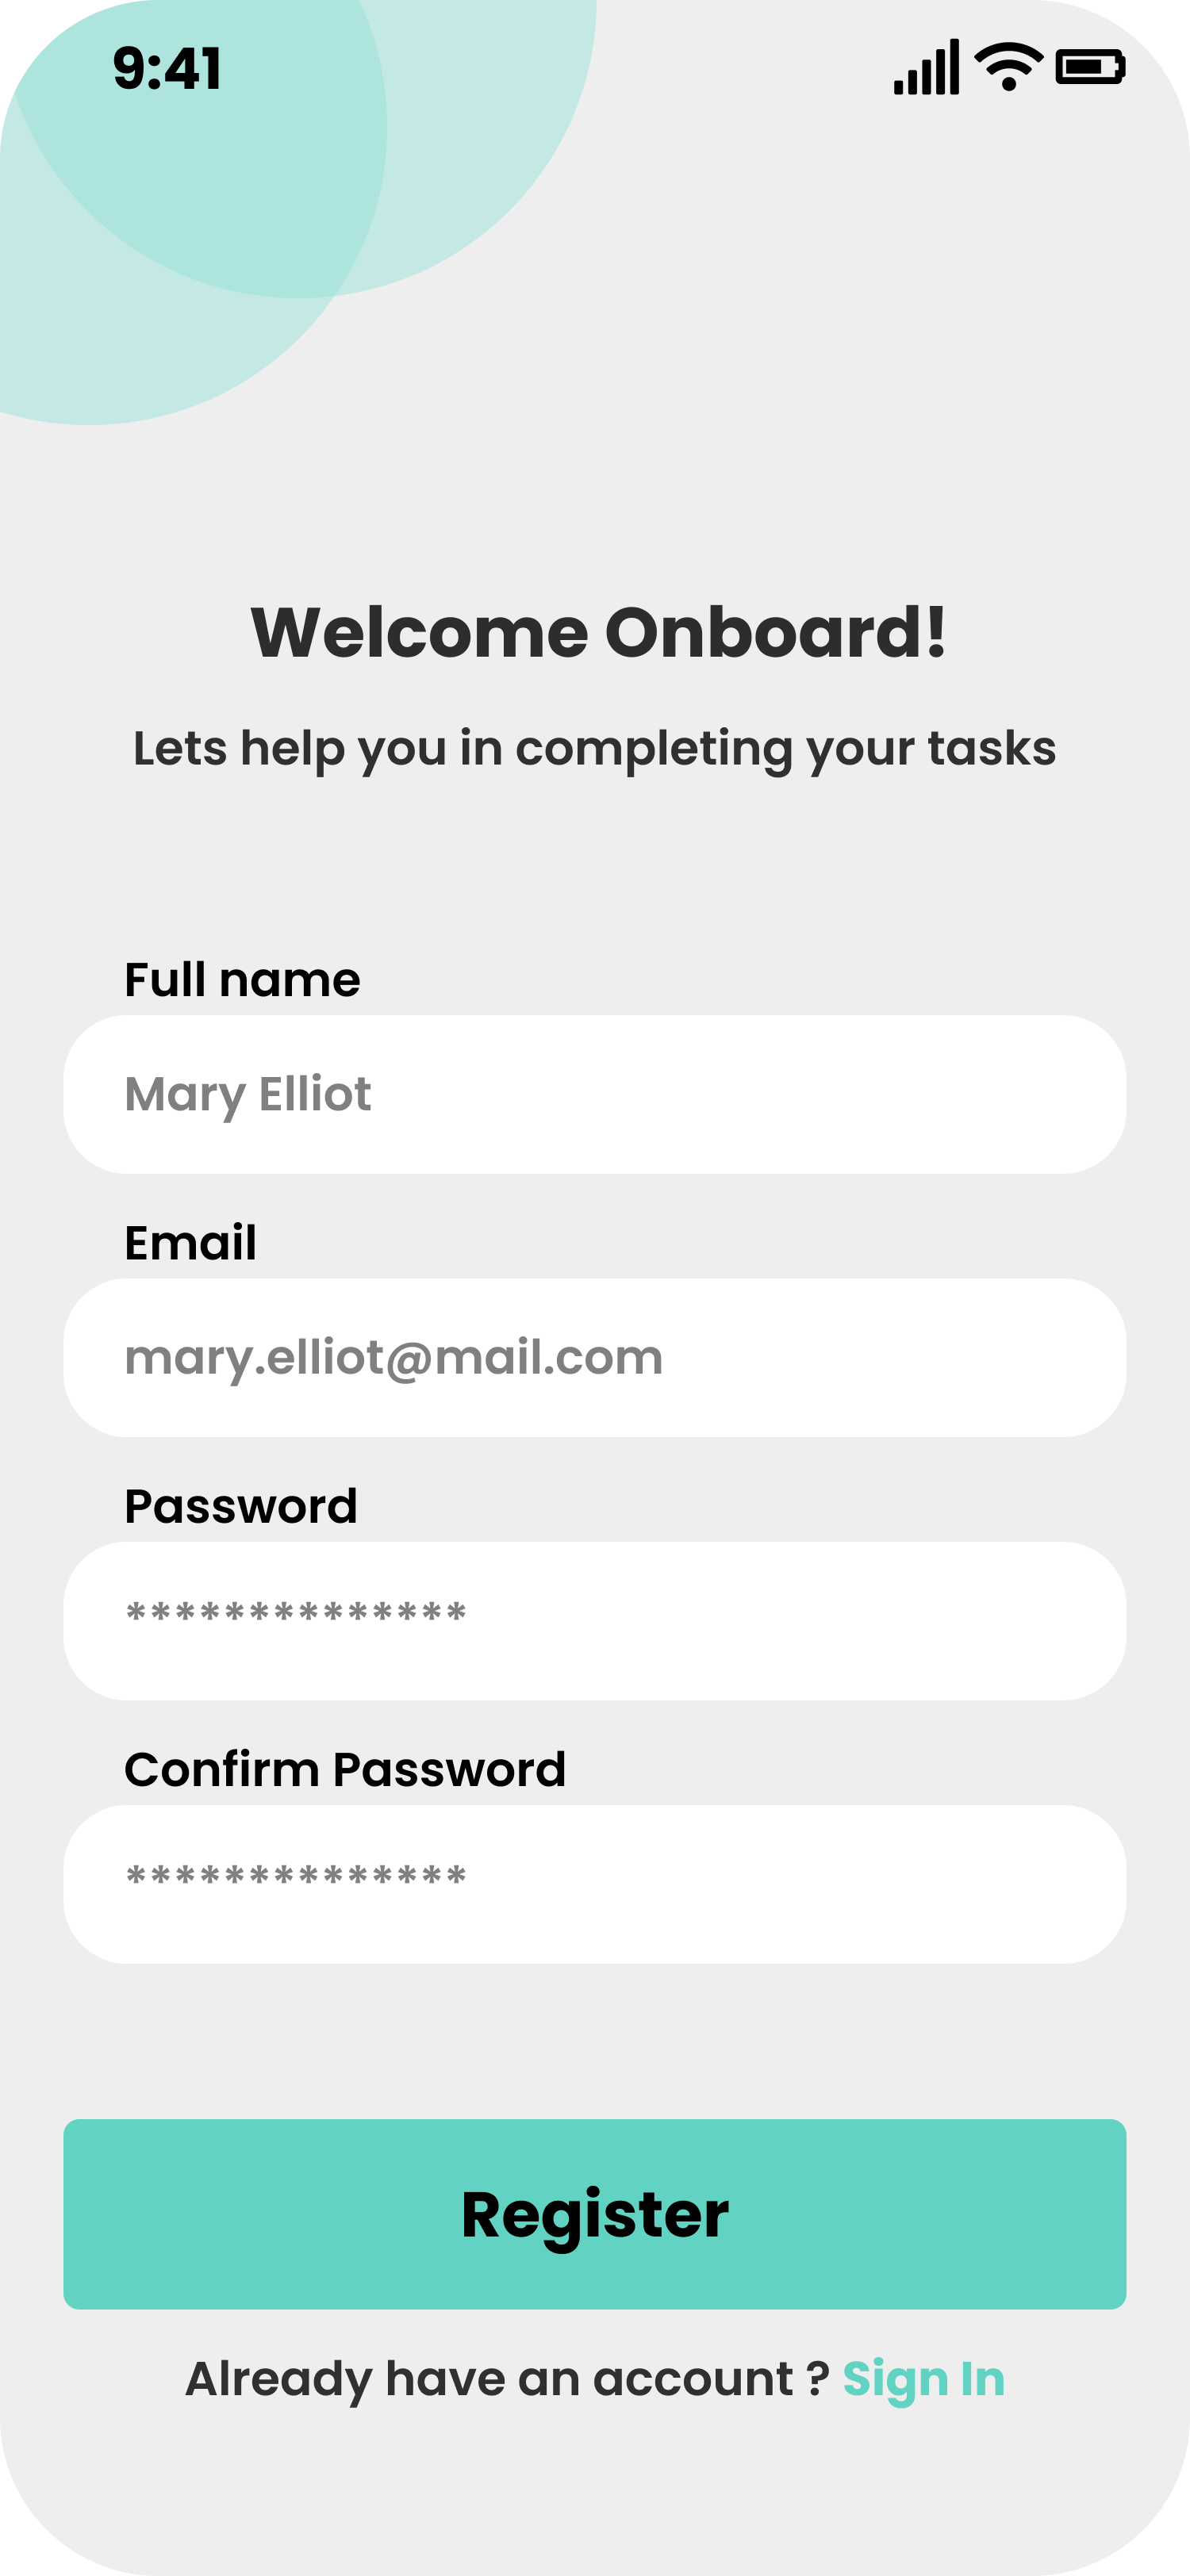 9:41
Welcome Onboard!
Lets help you in completing your tasks
Full name
Mary Elliot
Email
mary.elliot@mail.com
Password
**************
Confirm Password
**************
Register
Already have an account ? Sign In